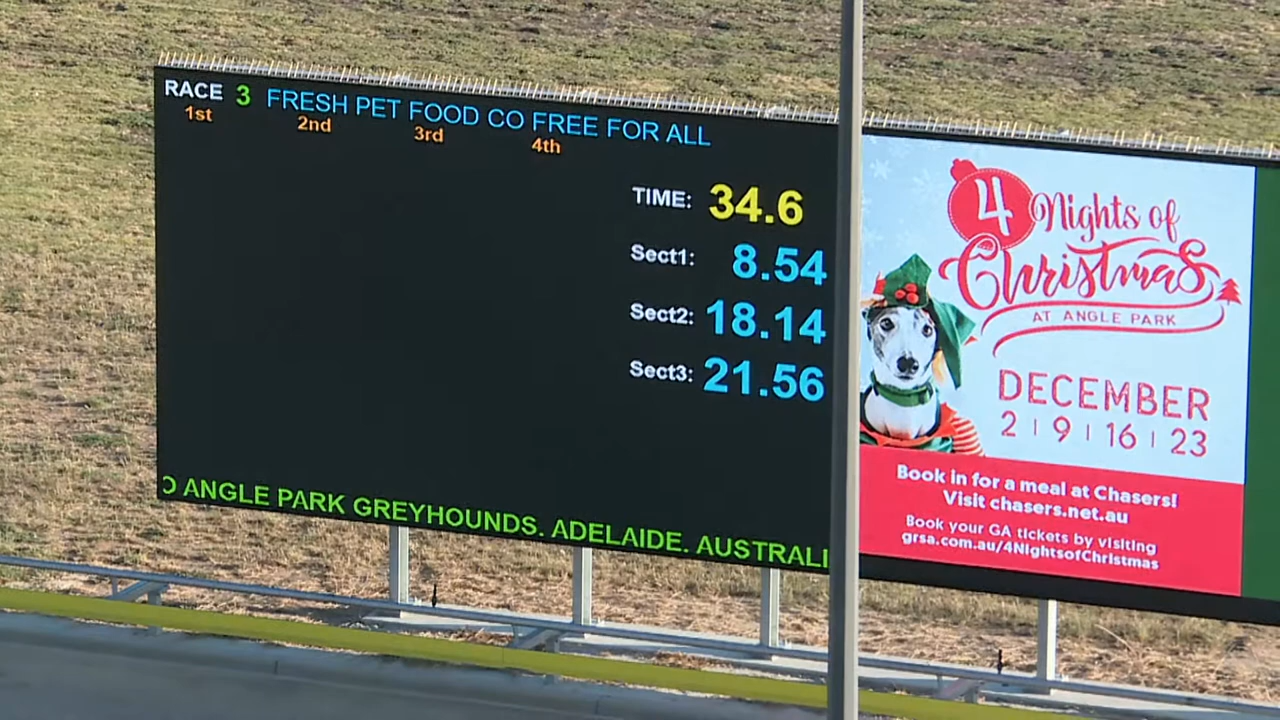 RACE 3 FRESH PET FOOD CO FREE FOR ALL
1st 2nd 3rd 4th
TIME: 34.6
Sect1: 8.54
Sect2: 18.14
Sect3: 21.56
ANGLE PARK GREYHOUNDS. ADELAIDE. AUSTRALI
4 Nights of
Christmas
AT ANGLE PARK
DECEMBER
2 | 9 | 16 | 23
Book in for a meal at Chasers!
Visit chasers.net.au
Book your GA tickets by visiting
grsa.com.au/4NightsofChristmas